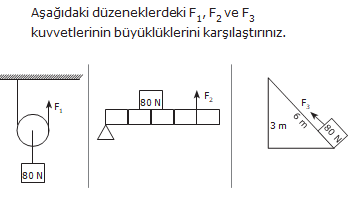 Aşağıdaki düzeneklerdeki F₁, F₂ ve F₃
kuvvetlerinin büyüklüklerini karşılaştırınız.
F₁
80 N
80 N
F₂
F₃
6 m
3 m
80 N